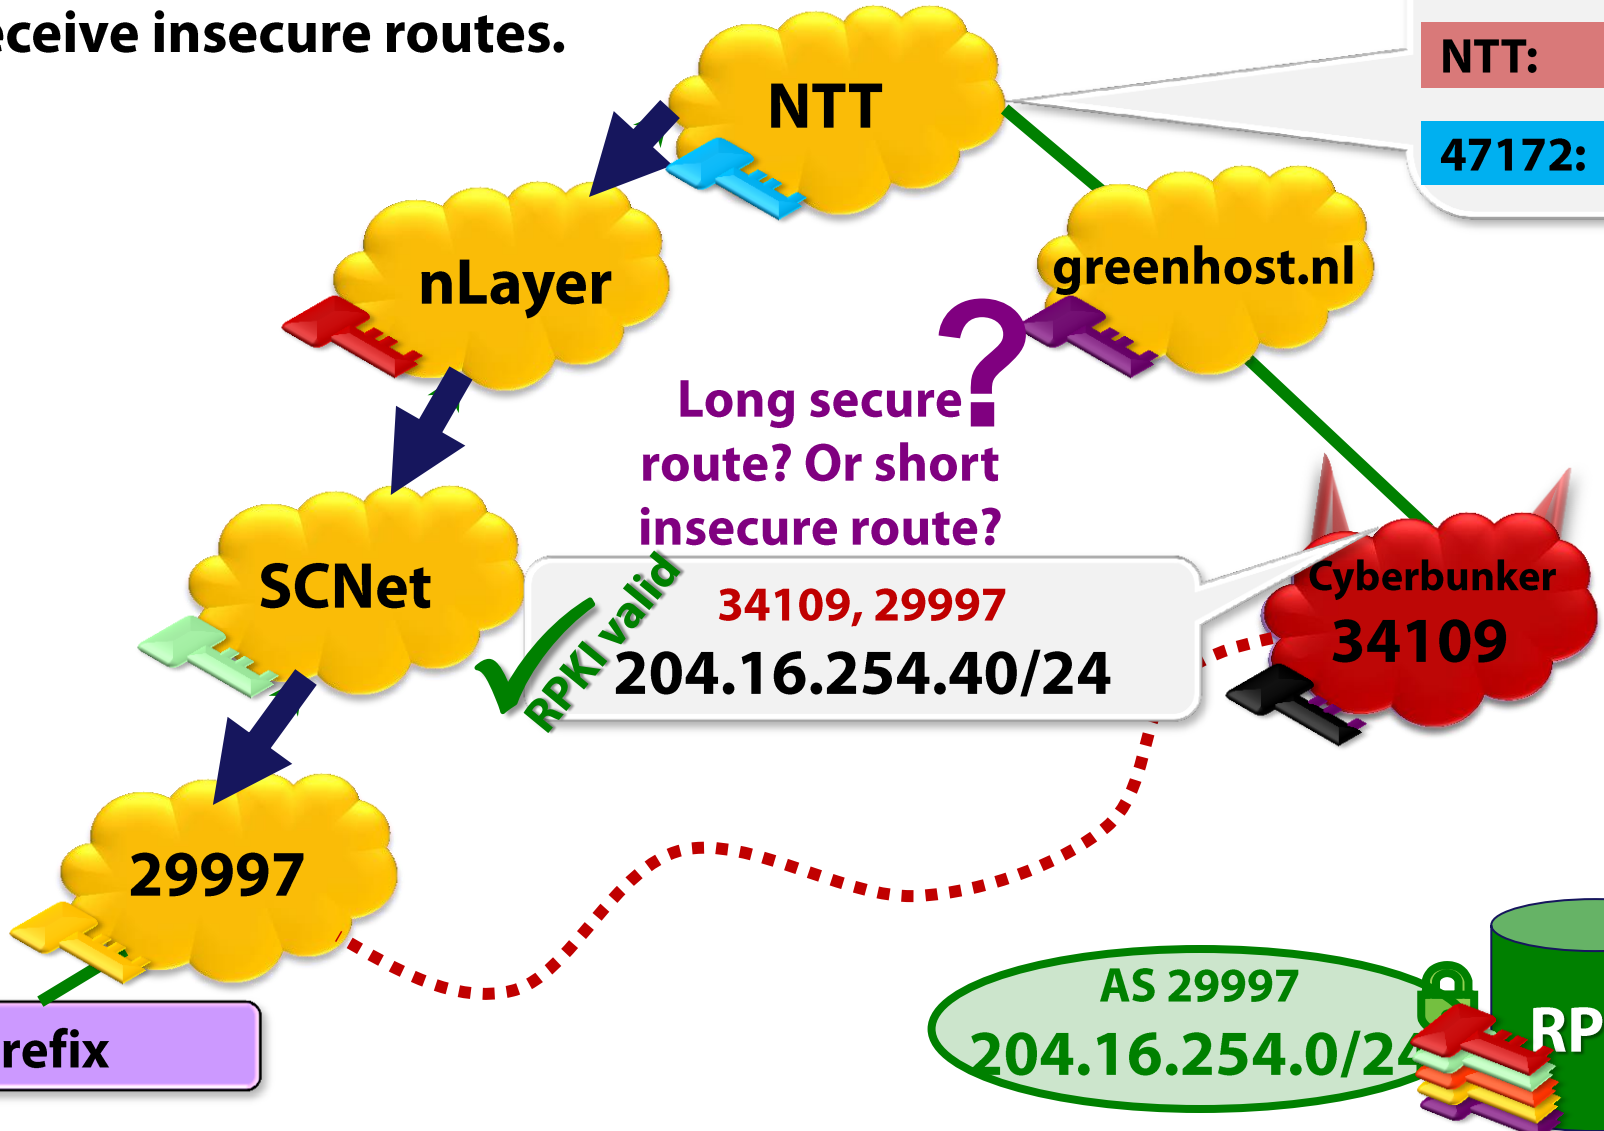 eceive insecure routes.
NTT
NTT:
47172:
nLayer
greenhost.nl
?
Long secure
route? Or short
insecure route?
SCNet
RPKI valid
34109, 29997
204.16.254.40/24
Cyberbunker
34109
29997
refix
AS 29997
204.16.254.0/24
RP